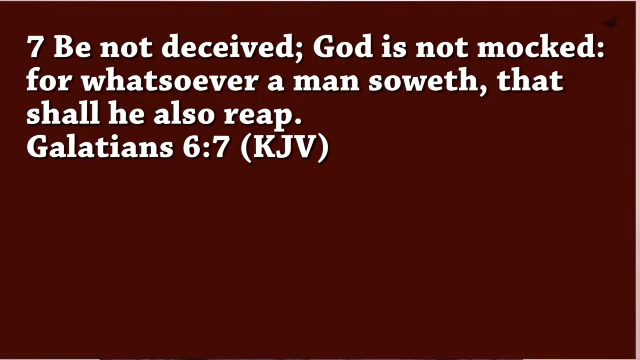 7 Be not deceived; God is not mocked:
for whatsoever a man soweth, that
shall he also reap.
Galatians 6:7 (KJV)